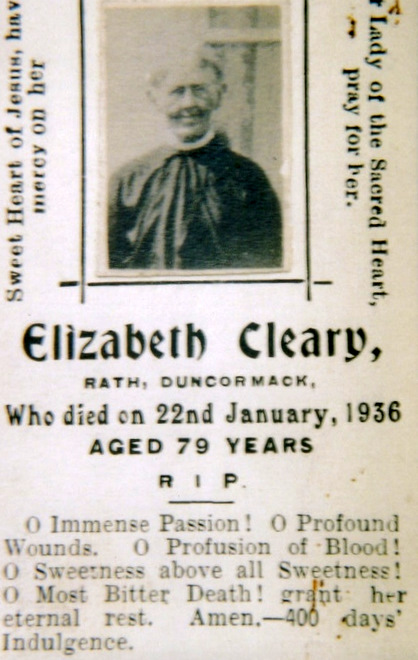 Sweet Heart of Jesus, hav
mercy on her
Lady of the Sacred Heart,
pray for her.
Elizabeth Cleary,
RATH, DUNCORMACK,
Who died on 22nd January, 1936
AGED 79 YEARS
R I P.
O Immense Passion! O Profound
Wounds. O Profusion of Blood!
O Sweetness above all Sweetness!
O Most Bitter Death! grant her
eternal rest. Amen.—400 days'
Indulgence.